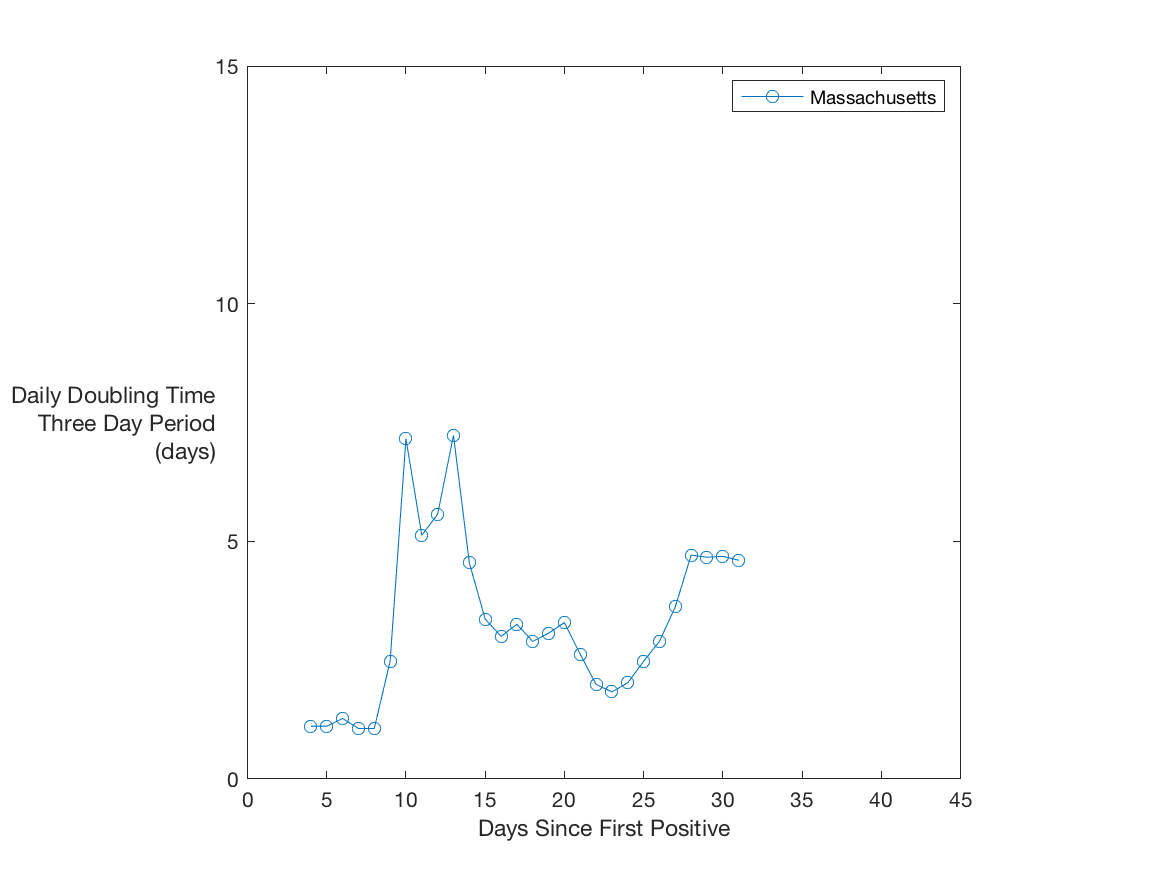 15
Massachusetts
10
Daily Doubling Time
Three Day Period
(days)
5
0
0 5 10 15 20 25 30 35 40 45
Days Since First Positive